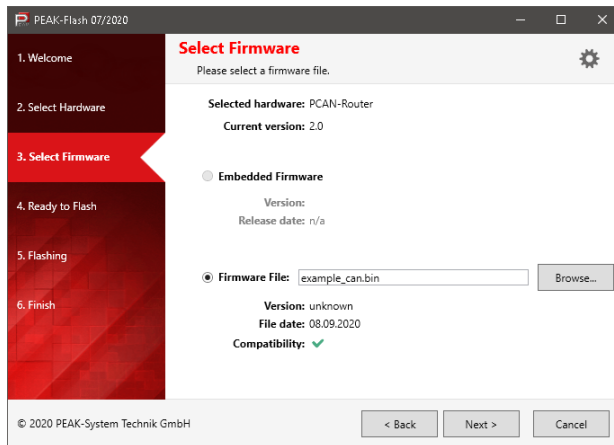 PEAK-Flash 07/2020
1. Welcome
2. Select Hardware
3. Select Firmware
4. Ready to Flash
5. Flashing
6. Finish
Select Firmware
Please select a firmware file.
Selected hardware: PCAN-Router
Current version: 2.0
Embedded Firmware
Version:
Release date: n/a
Firmware File: example_can.bin Browse...
Version: unknown
File date: 08.09.2020
Compatibility:
© 2020 PEAK-System Technik GmbH
< Back Next > Cancel